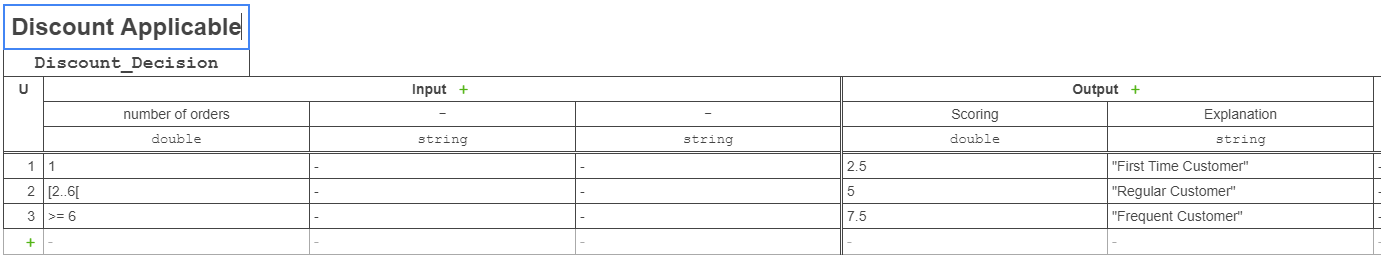 Discount Applicable
Discount_Decision
U Input + Output +
number of orders - - Scoring Explanation
double string string double string
1 1 - - 2.5 "First Time Customer" -
2 [2..6[ - - 5 "Regular Customer" -
3 >= 6 - - 7.5 "Frequent Customer" -
+ - - - - - -